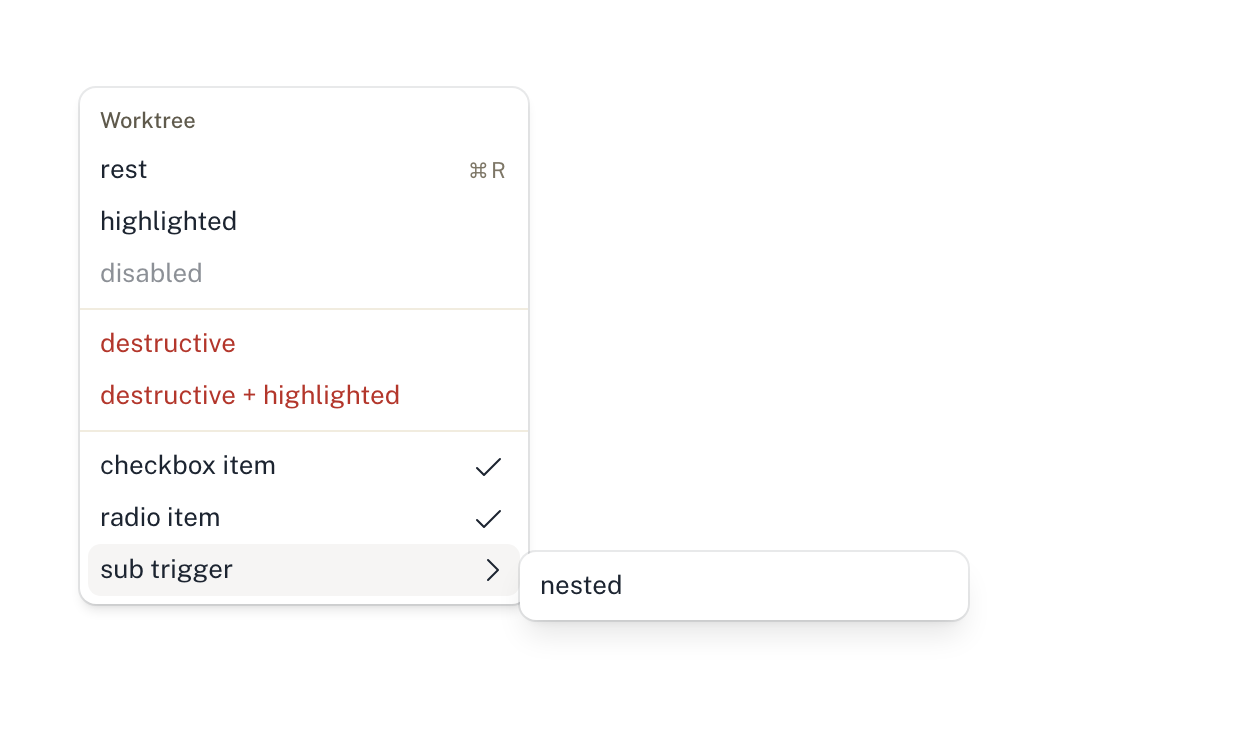 Worktree
rest ⌘R
highlighted
disabled
destructive
destructive + highlighted
checkbox item
radio item
sub trigger
nested